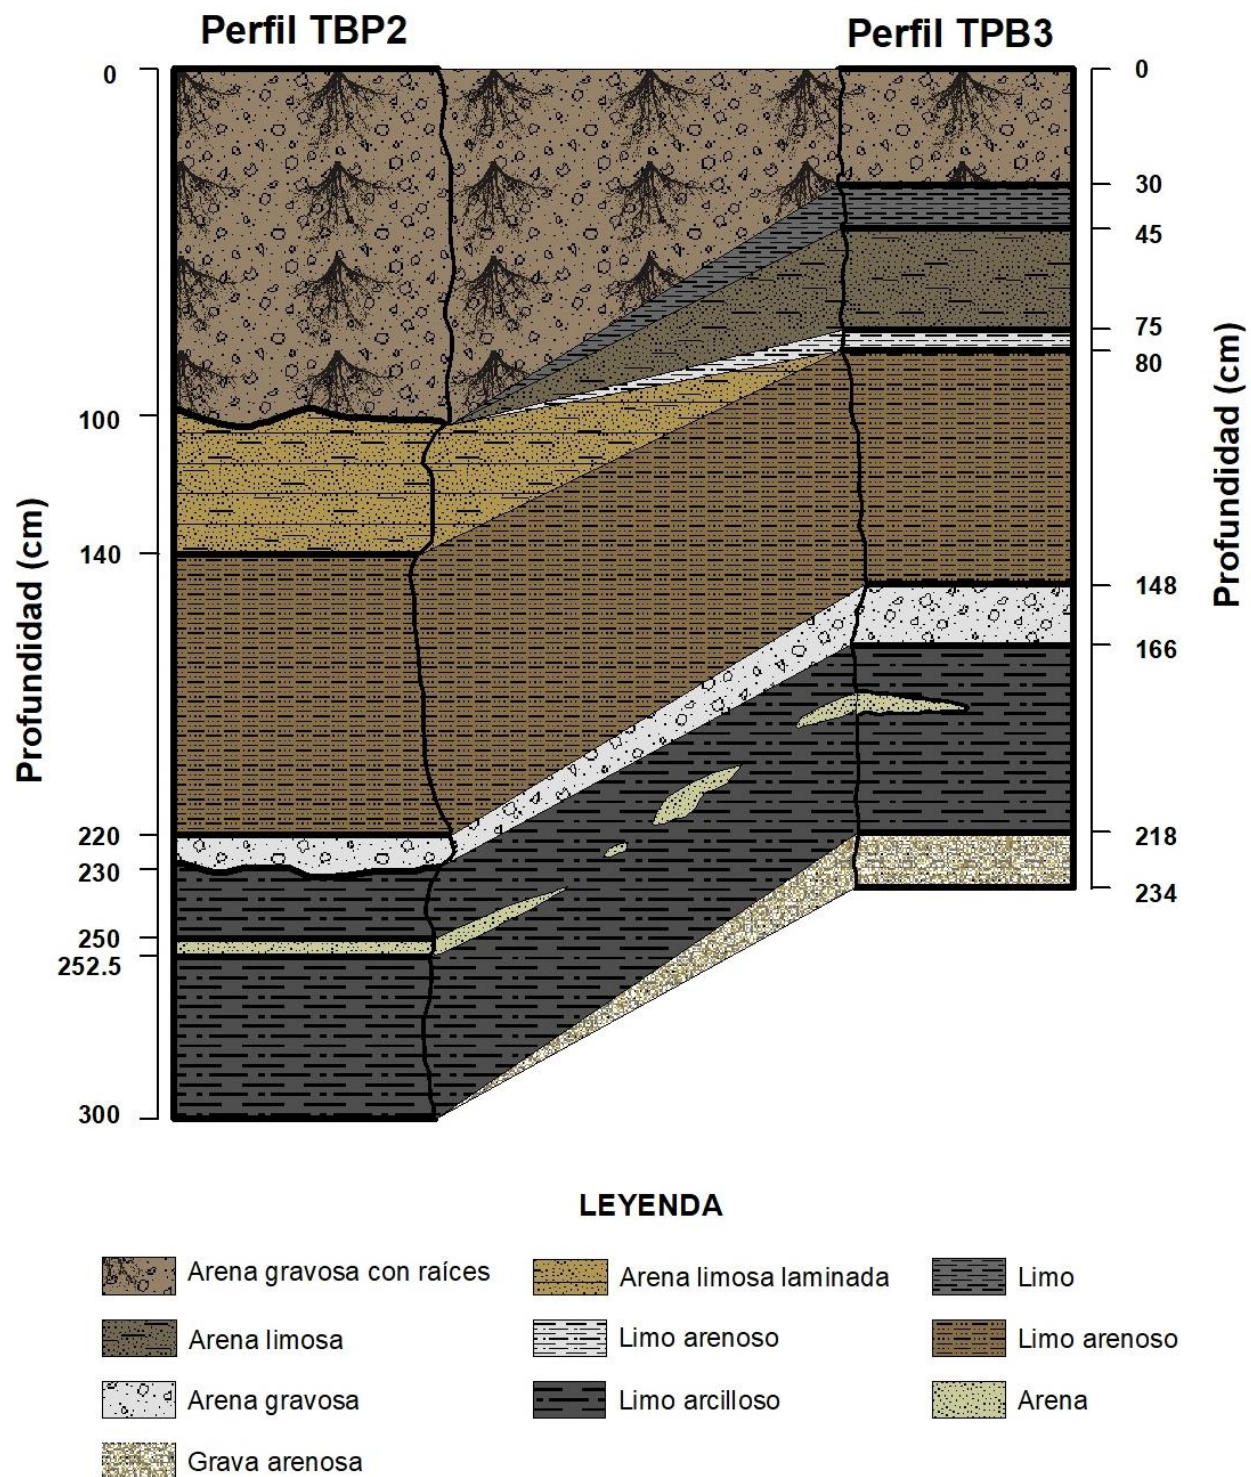 Perfil TBP2
Perfil TPB3
0
100
140
220
230
250
252.5
300
Profundidad (cm)
0
30
45
75
80
148
166
218
234
Profundidad (cm)
LEYENDA
Arena gravosa con raíces
Arena limosa laminada
Limo
Arena limosa
Limo arenoso
Limo arenoso
Arena gravosa
Limo arcilloso
Arena
Grava arenosa